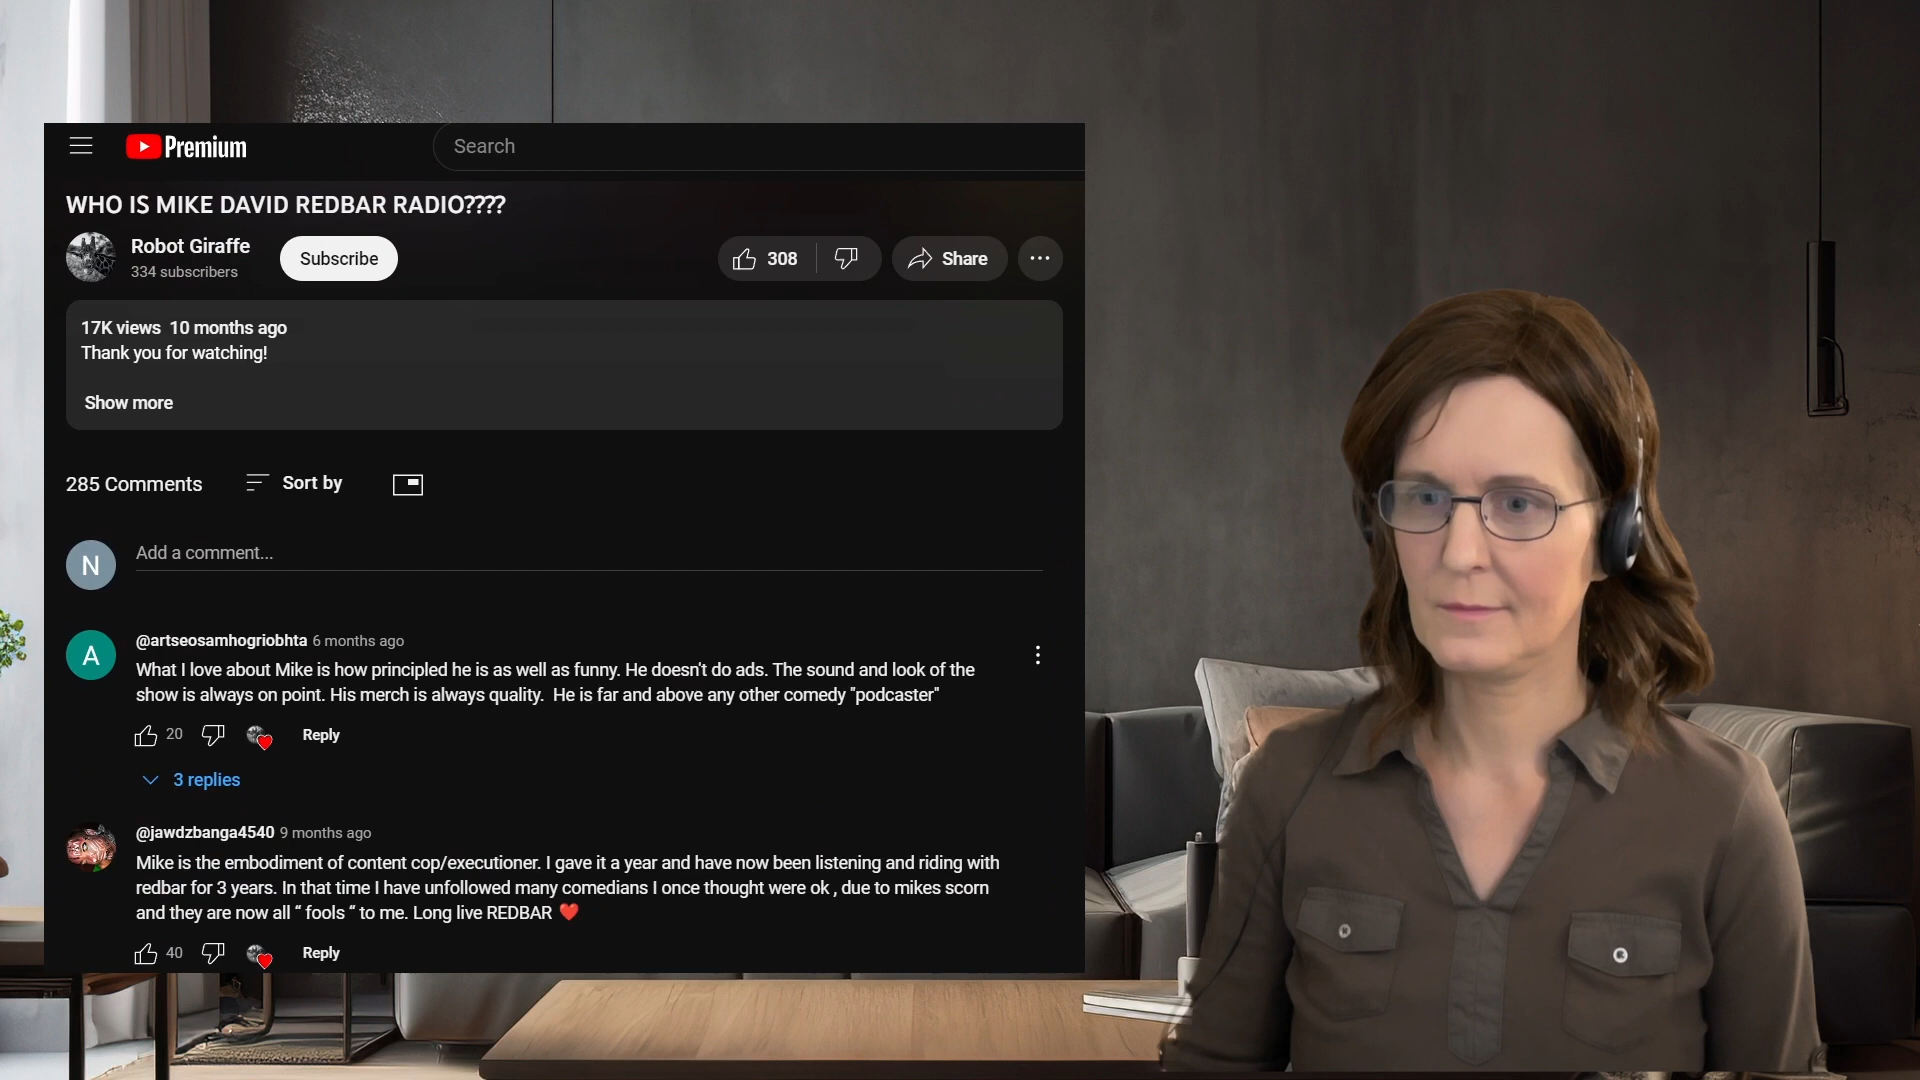 Premium
Search
WHO IS MIKE DAVID REDBAR RADIO????
Robot Giraffe
334 subscribers
Subscribe
308
Share
17K views 10 months ago
Thank you for watching!
Show more
285 Comments
Sort by
N
Add a comment...
A
@artseosamhogriobhta 6 months ago
What I love about Mike is how principled he is as well as funny. He doesn't do ads. The sound and look of the
show is always on point. His merch is always quality.  He is far and above any other comedy "podcaster"
20
Reply
3 replies
@jawdzbanga4540 9 months ago
Mike is the embodiment of content cop/executioner. I gave it a year and have now been listening and riding with
redbar for 3 years. In that time I have unfollowed many comedians I once thought were ok , due to mikes scorn
and they are now all “ fools “ to me. Long live REDBAR ❤️
40
Reply